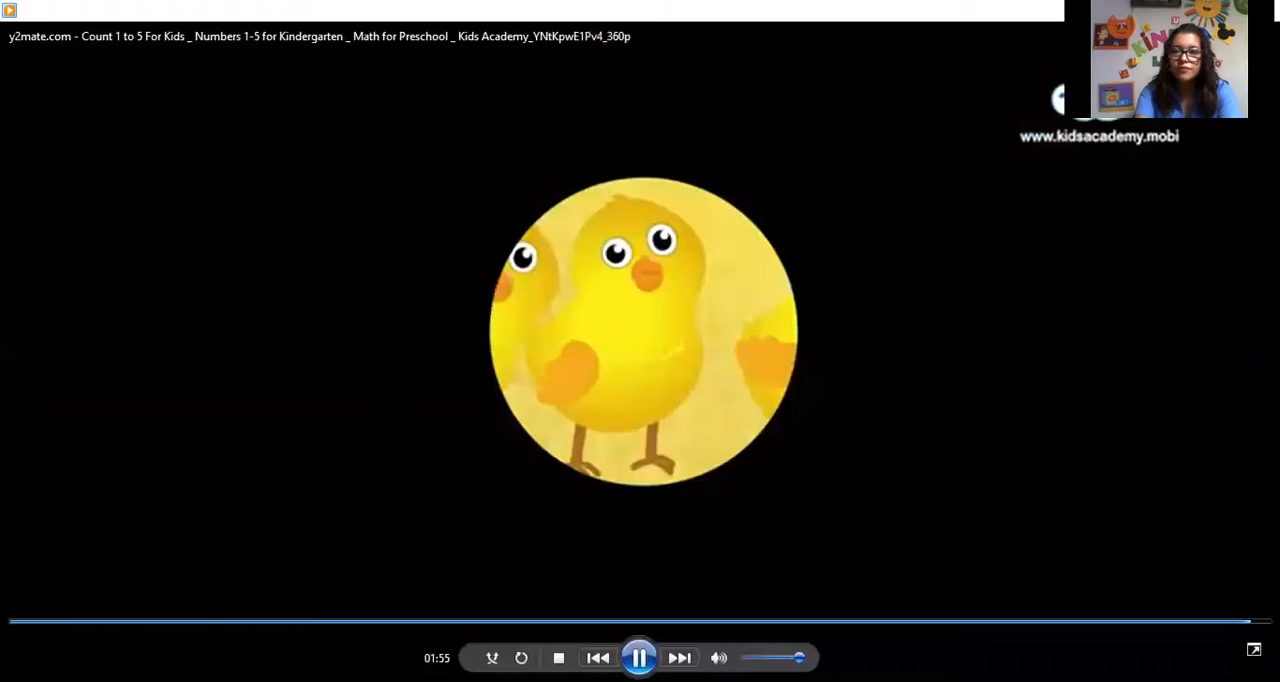 y2mate.com - Count 1 to 5 For Kids _ Numbers 1-5 for Kindergarten _ Math for Preschool _ Kids Academy_YNtKpwE1Pv4_360p
www.kidsacademy.mobi
01:55